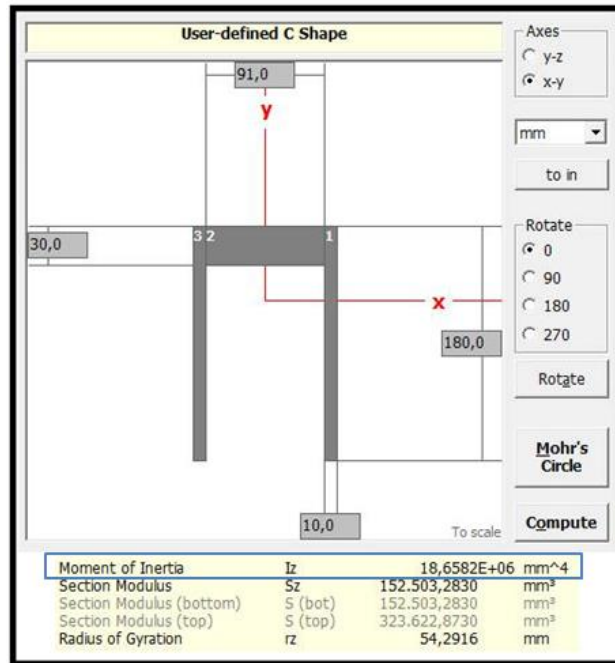 User-defined C Shape
91,0
y
3 2
1
30,0
x
180,0
10,0
To scale
Axes
y-z
x-y
mm
to in
Rotate
0
90
180
270
Rotate
Mohr's
Circle
Compute
Moment of Inertia Iz 18,6582E+06 mm^4
Section Modulus Sz 152.503,2830 mm³
Section Modulus (bottom) S (bot) 152.503,2830 mm³
Section Modulus (top) S (top) 323.622,8730 mm³
Radius of Gyration rz 54,2916 mm